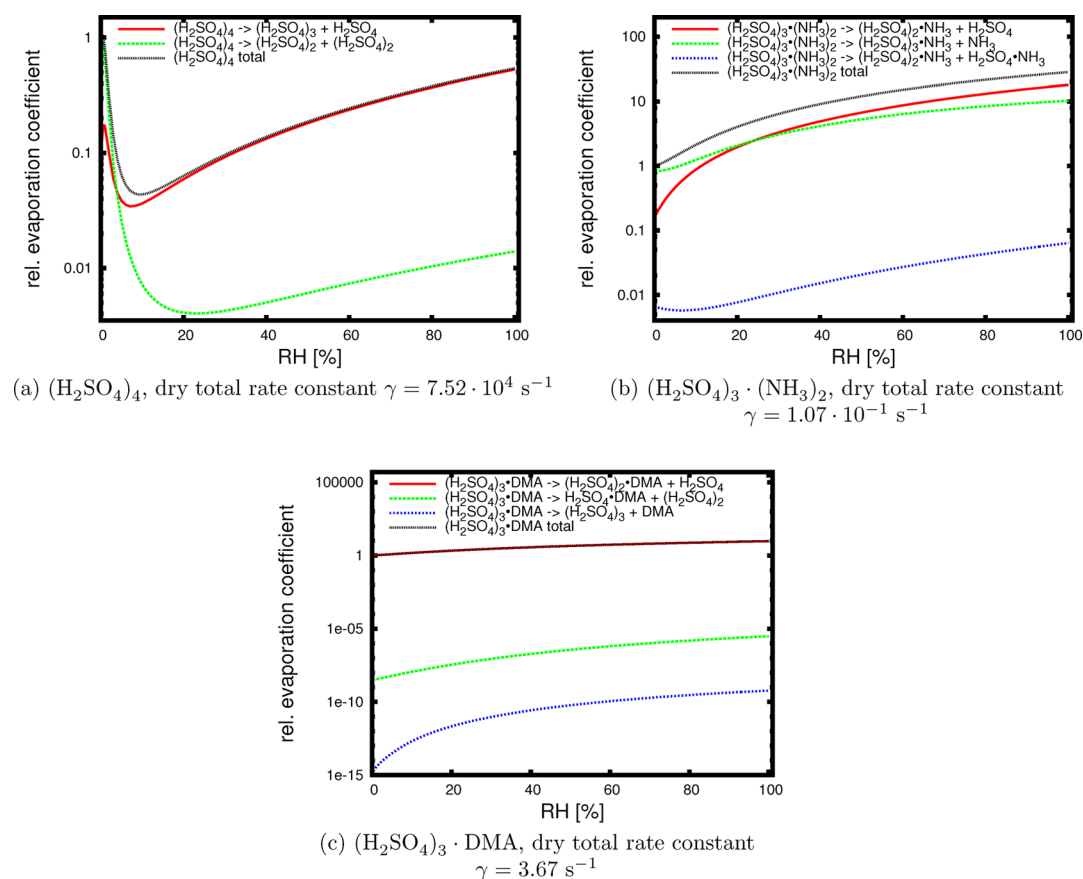 (H₂SO₄)₄ -> (H₂SO₄)₃ + H₂SO₄
(H₂SO₄)₄ -> (H₂SO₄)₂ + (H₂SO₄)₂
(H₂SO₄)₄ total
rel. evaporation coefficient
1
0.1
0.01
0 20 40 60 80 100
RH [%]
(a) (H₂SO₄)₄, dry total rate constant γ = 7.52 · 10⁴ s⁻¹
(H₂SO₄)₃•(NH₃)₂ -> (H₂SO₄)₂•NH₃ + H₂SO₄
(H₂SO₄)₃•(NH₃)₂ -> (H₂SO₄)₃•NH₃ + NH₃
(H₂SO₄)₃•(NH₃)₂ -> (H₂SO₄)₂•NH₃ + H₂SO₄•NH₃
(H₂SO₄)₃•(NH₃)₂ total
rel. evaporation coefficient
100
10
1
0.1
0.01
0 20 40 60 80 100
RH [%]
(b) (H₂SO₄)₃ · (NH₃)₂, dry total rate constant
γ = 1.07 · 10⁻¹ s⁻¹
(H₂SO₄)₃•DMA -> (H₂SO₄)₂•DMA + H₂SO₄
(H₂SO₄)₃•DMA -> H₂SO₄•DMA + (H₂SO₄)₂
(H₂SO₄)₃•DMA -> (H₂SO₄)₃ + DMA
(H₂SO₄)₃•DMA total
rel. evaporation coefficient
100000
1
1e-05
1e-10
1e-15
0 20 40 60 80 100
RH [%]
(c) (H₂SO₄)₃ · DMA, dry total rate constant
γ = 3.67 s⁻¹